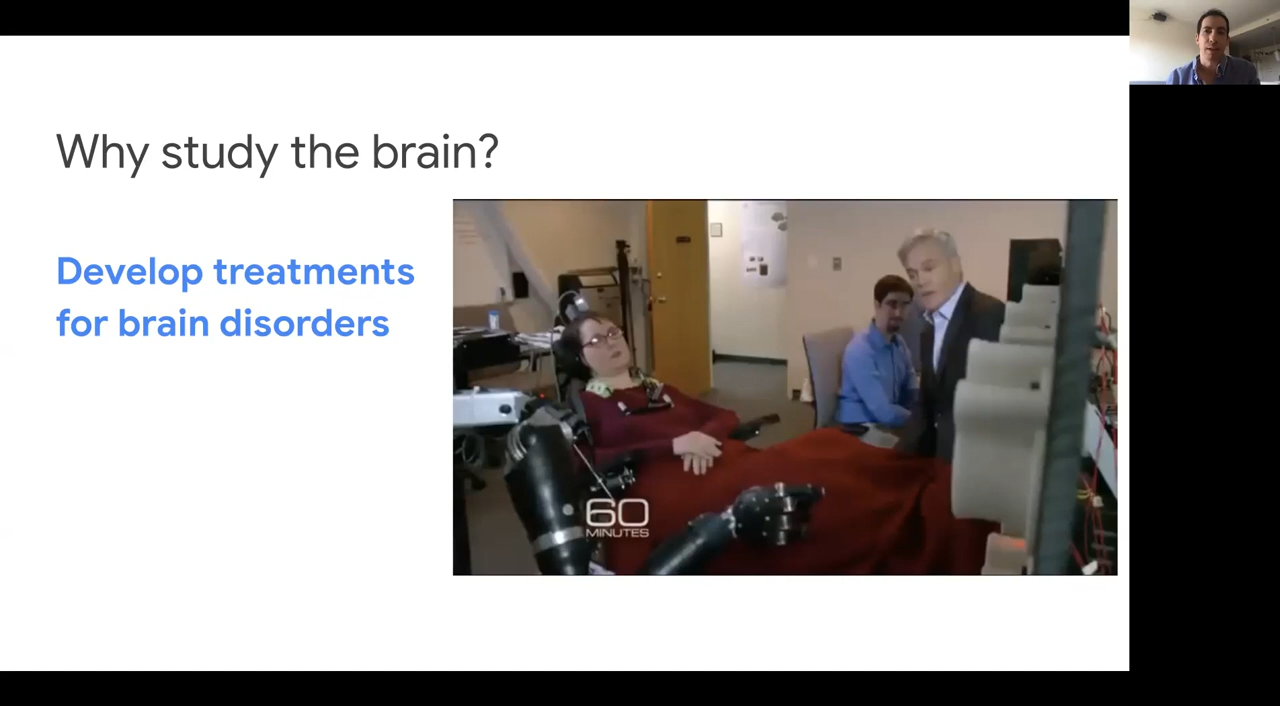 Why study the brain?
Develop treatments
for brain disorders
60
MINUTES